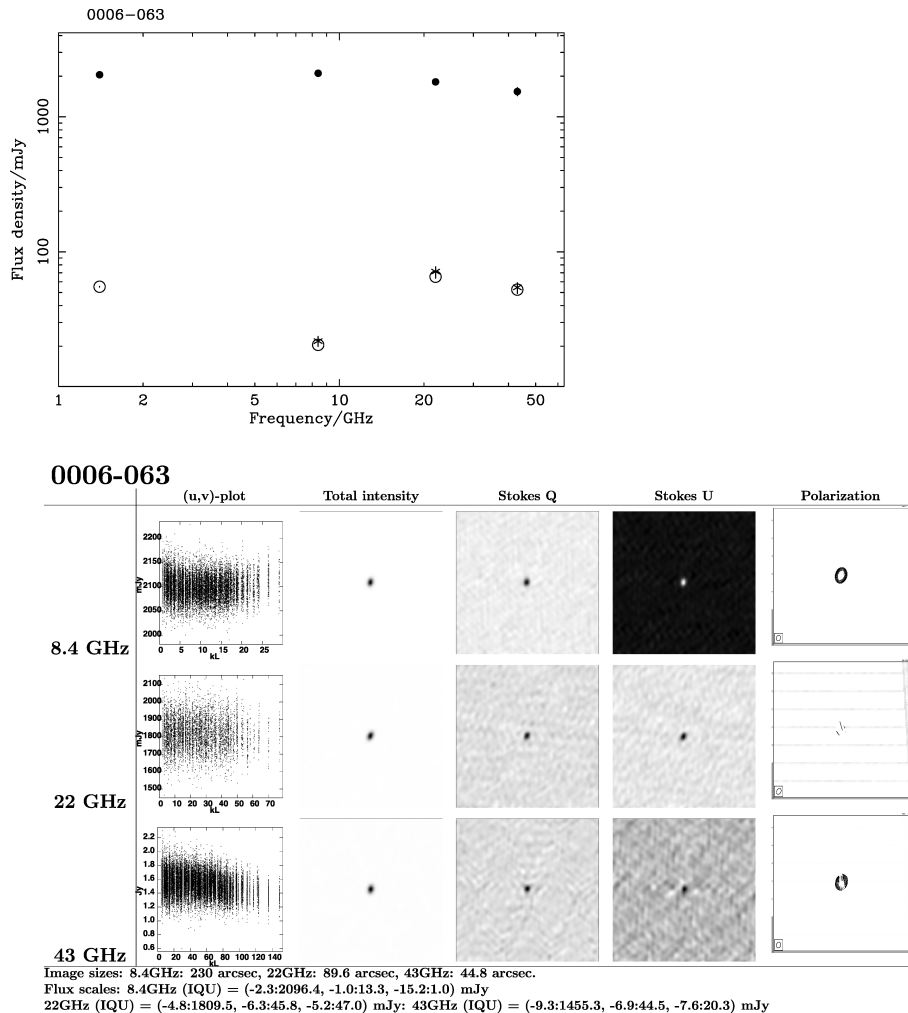 0006−063
Flux density/mJy
1000
100
1 2 5 10 20 50
Frequency/GHz
0006-063
(u,v)-plot Total intensity Stokes Q Stokes U Polarization
2200
2150
2100
2050
2000
mJy
0 5 10 15 20 25
kL
8.4 GHz
2100
2000
1900
1800
1700
1600
1500
mJy
0 10 20 30 40 50 60 70
kL
22 GHz
2.2
2.0
1.8
1.6
1.4
1.2
1.0
0.8
0.6
Jy
0 20 40 60 80 100 120 140
kL
43 GHz
Image sizes: 8.4GHz: 230 arcsec, 22GHz: 89.6 arcsec, 43GHz: 44.8 arcsec.
Flux scales: 8.4GHz (IQU) = (-2.3:2096.4, -1.0:13.3, -15.2:1.0) mJy
22GHz (IQU) = (-4.8:1809.5, -6.3:45.8, -5.2:47.0) mJy: 43GHz (IQU) = (-9.3:1455.3, -6.9:44.5, -7.6:20.3) mJy